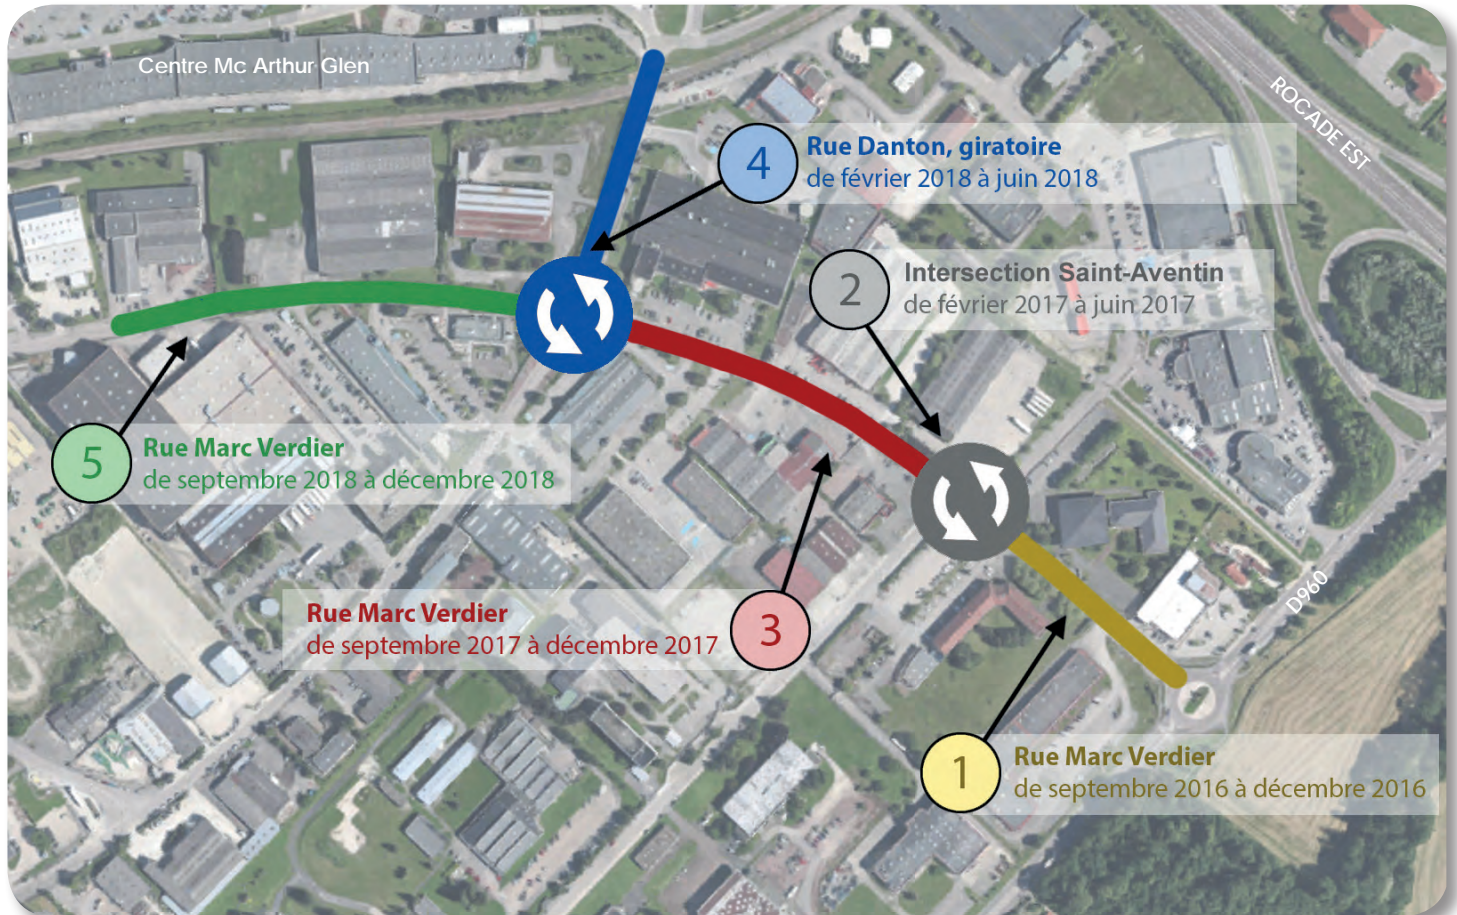 Centre Mc Arthur Glen
ROCADE EST
4
Rue Danton, giratoire
de février 2018 à juin 2018
2
Intersection Saint-Aventin
de février 2017 à juin 2017
5
Rue Marc Verdier
de septembre 2018 à décembre 2018
D960
Rue Marc Verdier
de septembre 2017 à décembre 2017
3
1
Rue Marc Verdier
de septembre 2016 à décembre 2016